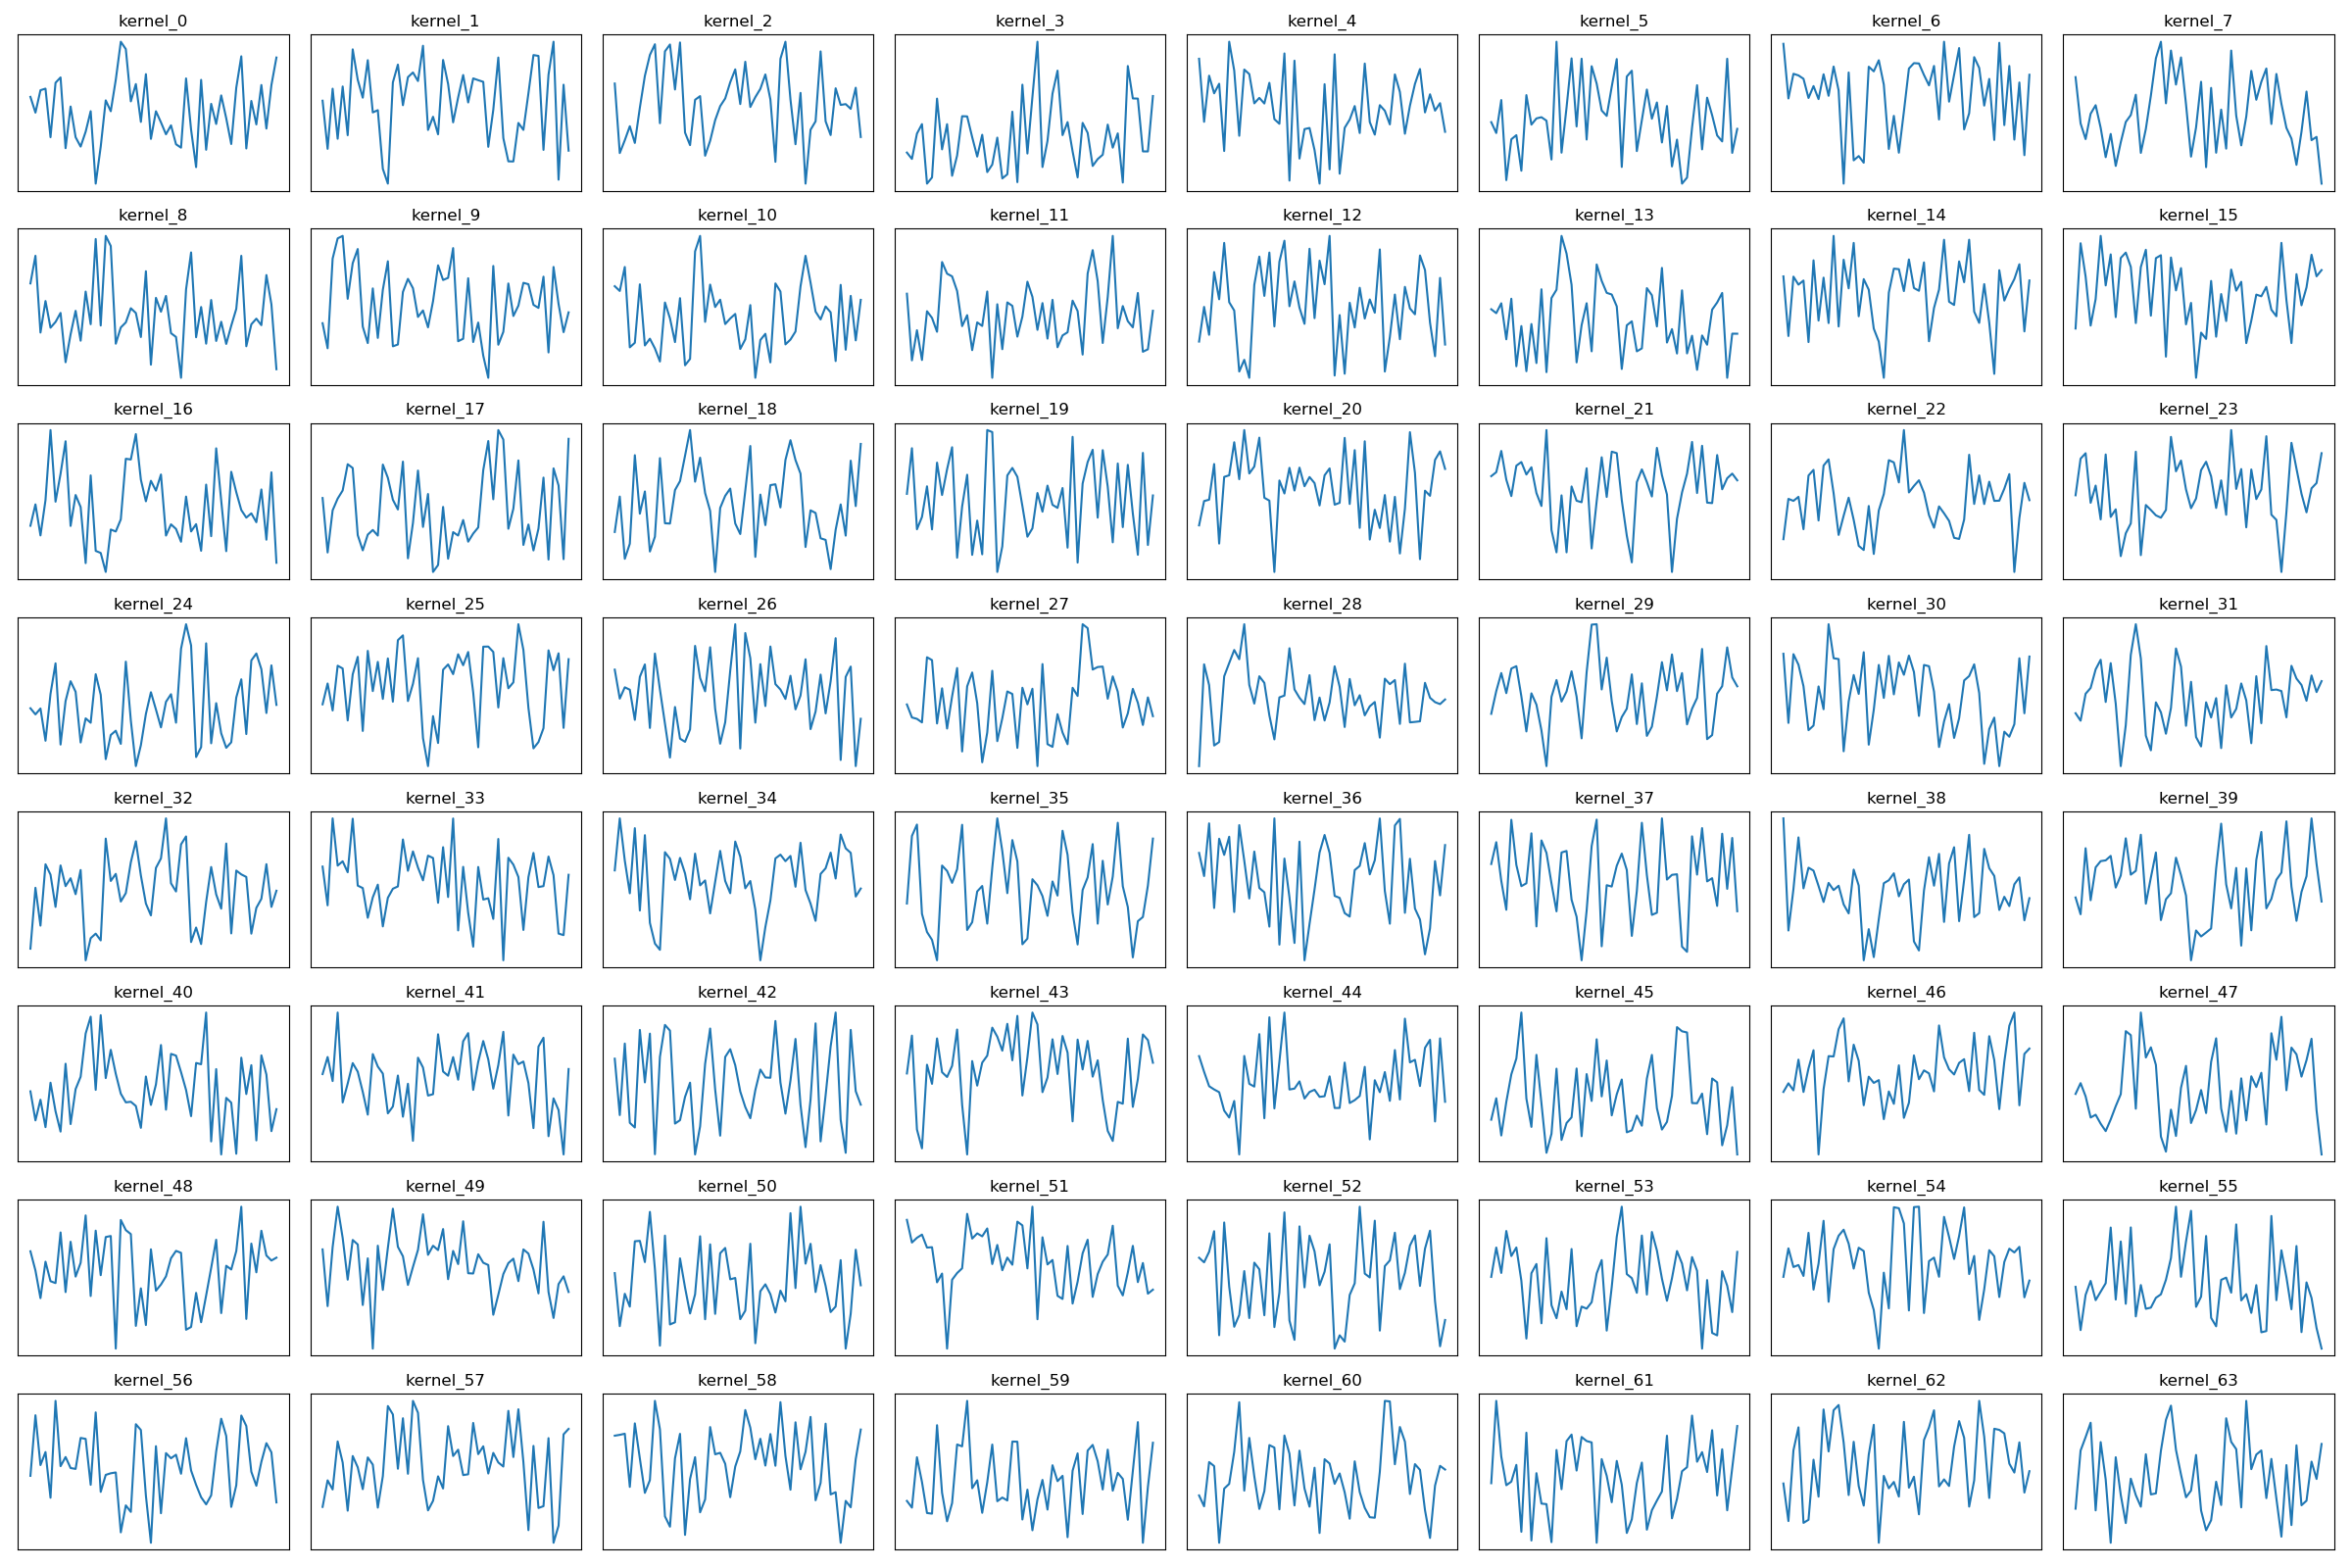 kernel_0 kernel_1 kernel_2 kernel_3 kernel_4 kernel_5 kernel_6 kernel_7
kernel_8 kernel_9 kernel_10 kernel_11 kernel_12 kernel_13 kernel_14 kernel_15
kernel_16 kernel_17 kernel_18 kernel_19 kernel_20 kernel_21 kernel_22 kernel_23
kernel_24 kernel_25 kernel_26 kernel_27 kernel_28 kernel_29 kernel_30 kernel_31
kernel_32 kernel_33 kernel_34 kernel_35 kernel_36 kernel_37 kernel_38 kernel_39
kernel_40 kernel_41 kernel_42 kernel_43 kernel_44 kernel_45 kernel_46 kernel_47
kernel_48 kernel_49 kernel_50 kernel_51 kernel_52 kernel_53 kernel_54 kernel_55
kernel_56 kernel_57 kernel_58 kernel_59 kernel_60 kernel_61 kernel_62 kernel_63